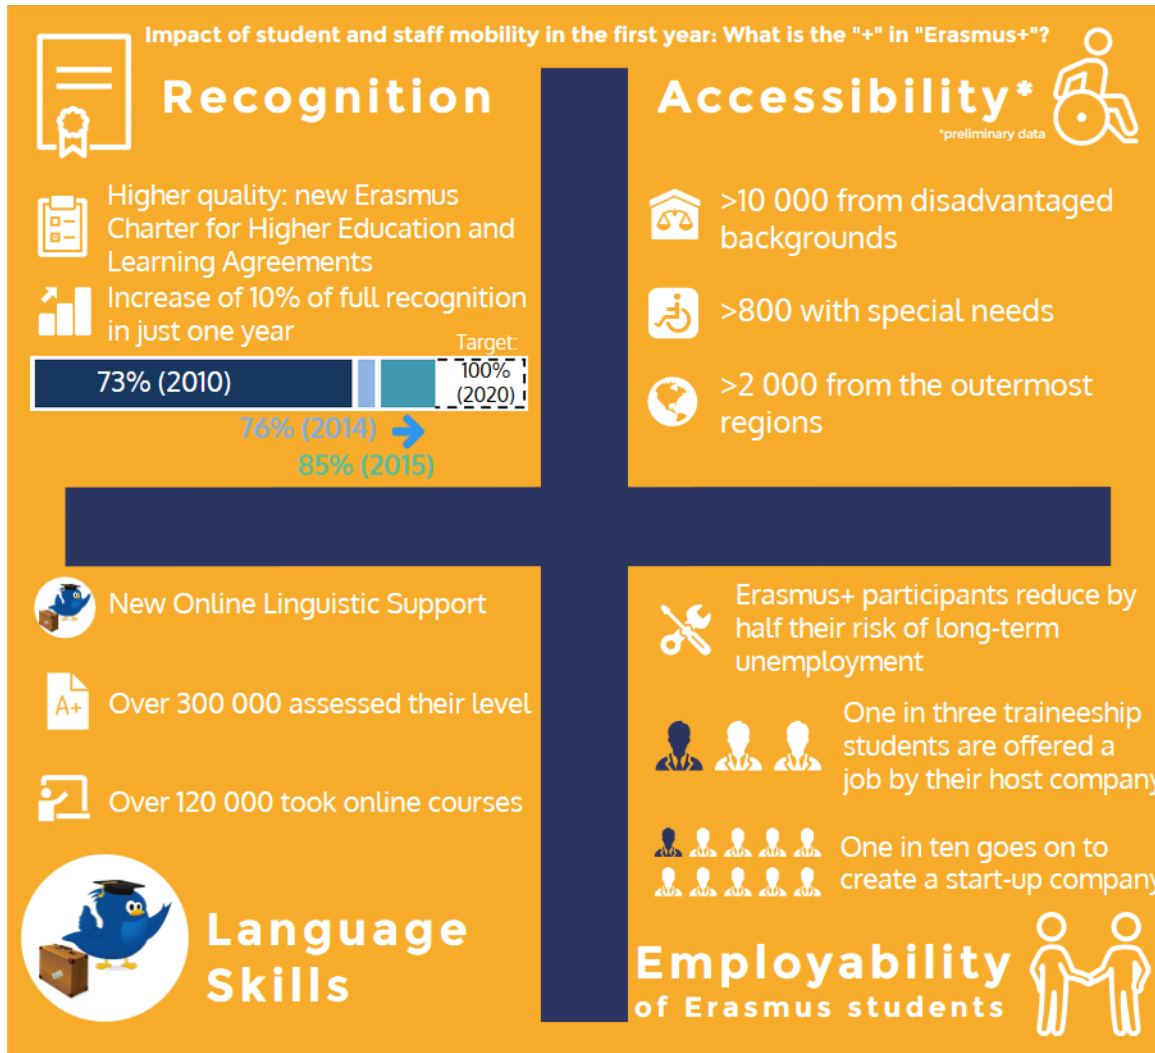 Impact of student and staff mobility in the first year: What is the "+" in "Erasmus+"?
Recognition
Higher quality: new Erasmus
Charter for Higher Education and
Learning Agreements
Increase of 10% of full recognition
in just one year
Target:
73% (2010)
100%
(2020)
76% (2014)
85% (2015)
Accessibility*
*preliminary data
>10 000 from disadvantaged
backgrounds
>800 with special needs
>2 000 from the outermost
regions
New Online Linguistic Support
A+
Over 300 000 assessed their level
Over 120 000 took online courses
Language
Skills
Erasmus+ participants reduce by
half their risk of long-term
unemployment
One in three traineeship
students are offered a
job by their host company
One in ten goes on to
create a start-up company
Employability
of Erasmus students